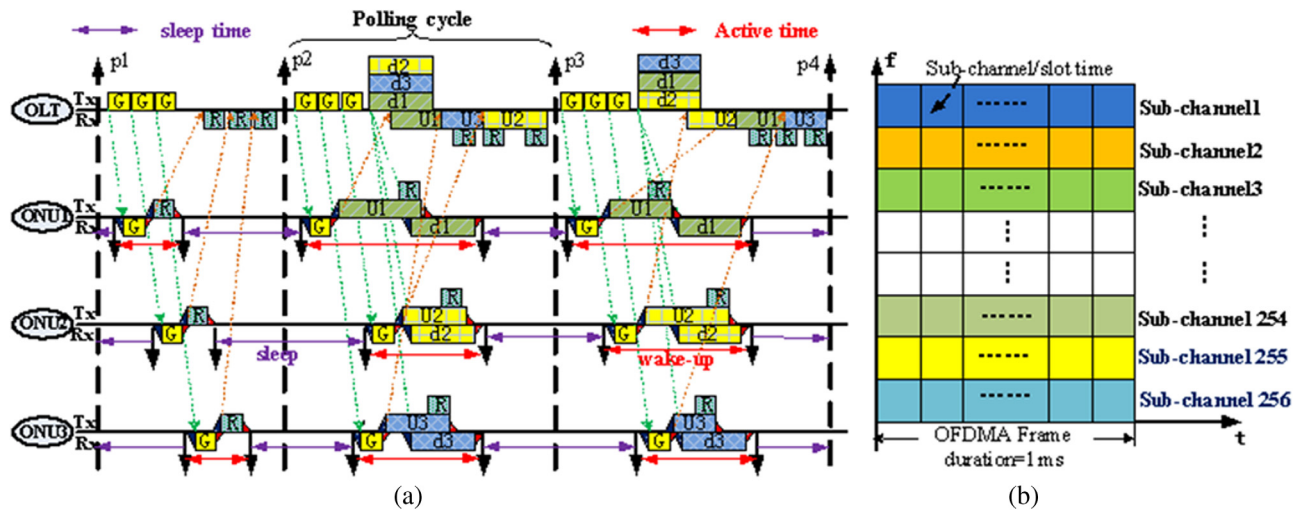 sleep time
Polling cycle
Active time
p1
p2
p3
p4
d2
d3
d1
d3
d1
d2
OLT
Tx
Rx
G G G
G G G
G G G
R R R
U1 U3 U2
R R R
U2 U1 U3
R R R
ONU1
Tx
Rx
G
R
G
U1
R
d1
G
U1
R
d1
ONU2
Tx
Rx
G
R
G
U2
R
d2
G
U2
R
d2
sleep
wake-up
ONU3
Tx
Rx
G
R
G
U3
R
d3
G
U3
R
d3
(a)
f
Sub-channel/slot time
Sub-channel1
Sub-channel2
Sub-channel3
Sub-channel 254
Sub-channel 255
Sub-channel 256
t
OFDMA Frame
duration=1ms
(b)